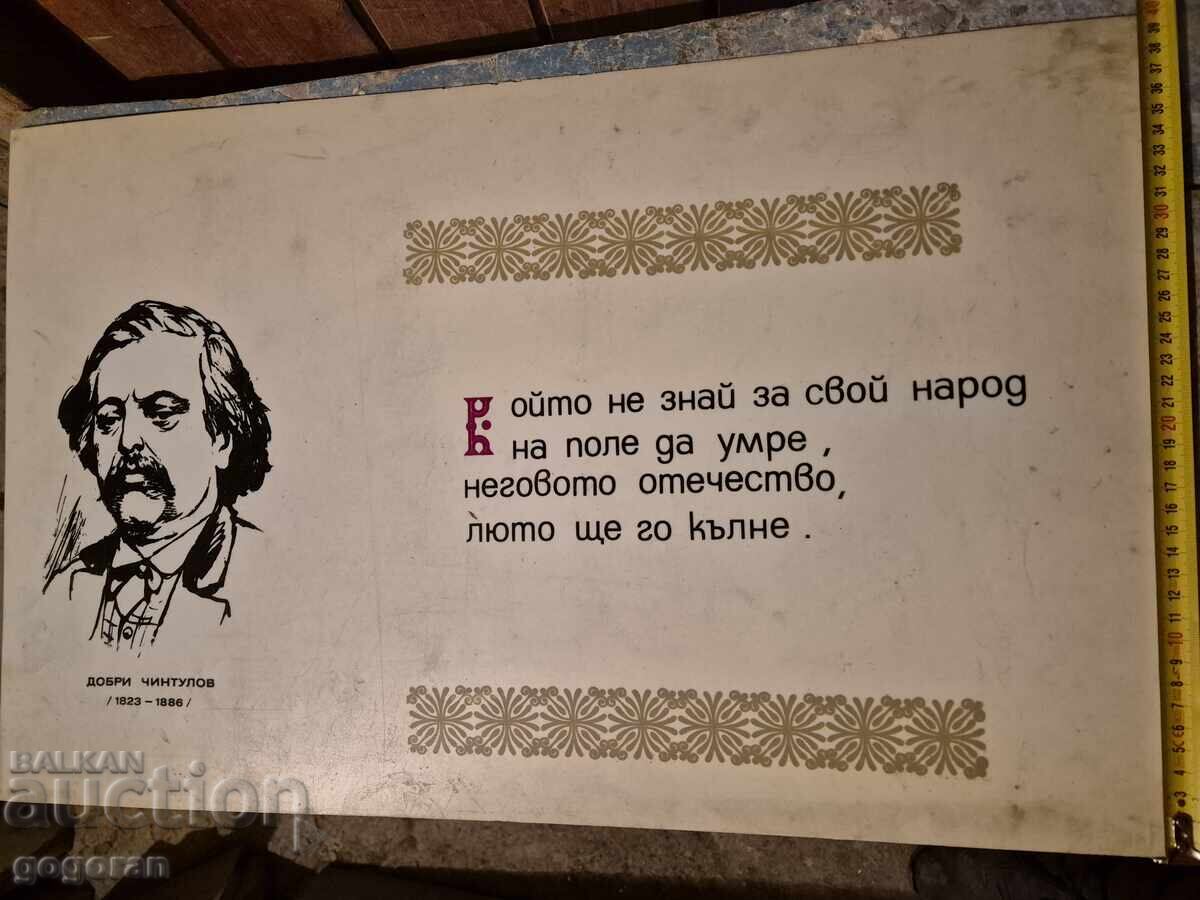 Който не знай за свой народ
на поле да умре ,
неговото отечество,
люто ще го кълне .
ДОБРИ ЧИНТУЛОВ
/ 1823 – 1886 /
BALKAN
auction
gogoran